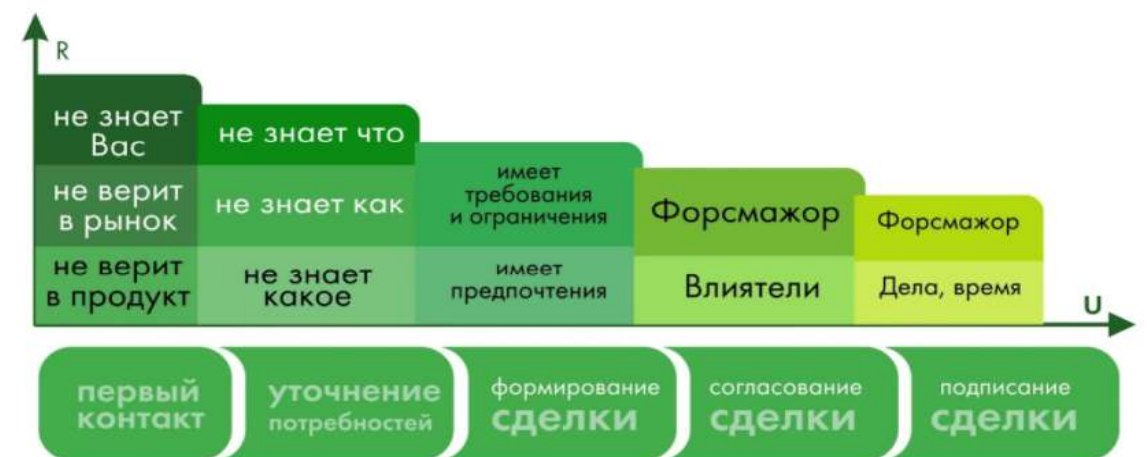 R
не знает
Вас
не верит
в рынок
не верит
в продукт
не знает что
не знает как
не знает
какое
имеет
требования
и ограничения
имеет
предпочтения
Форсмажор
Влиятели
Форсмажор
Дела, время
U
первый
контакт
уточнение
потребностей
формирование
сделки
согласование
сделки
подписание
сделки